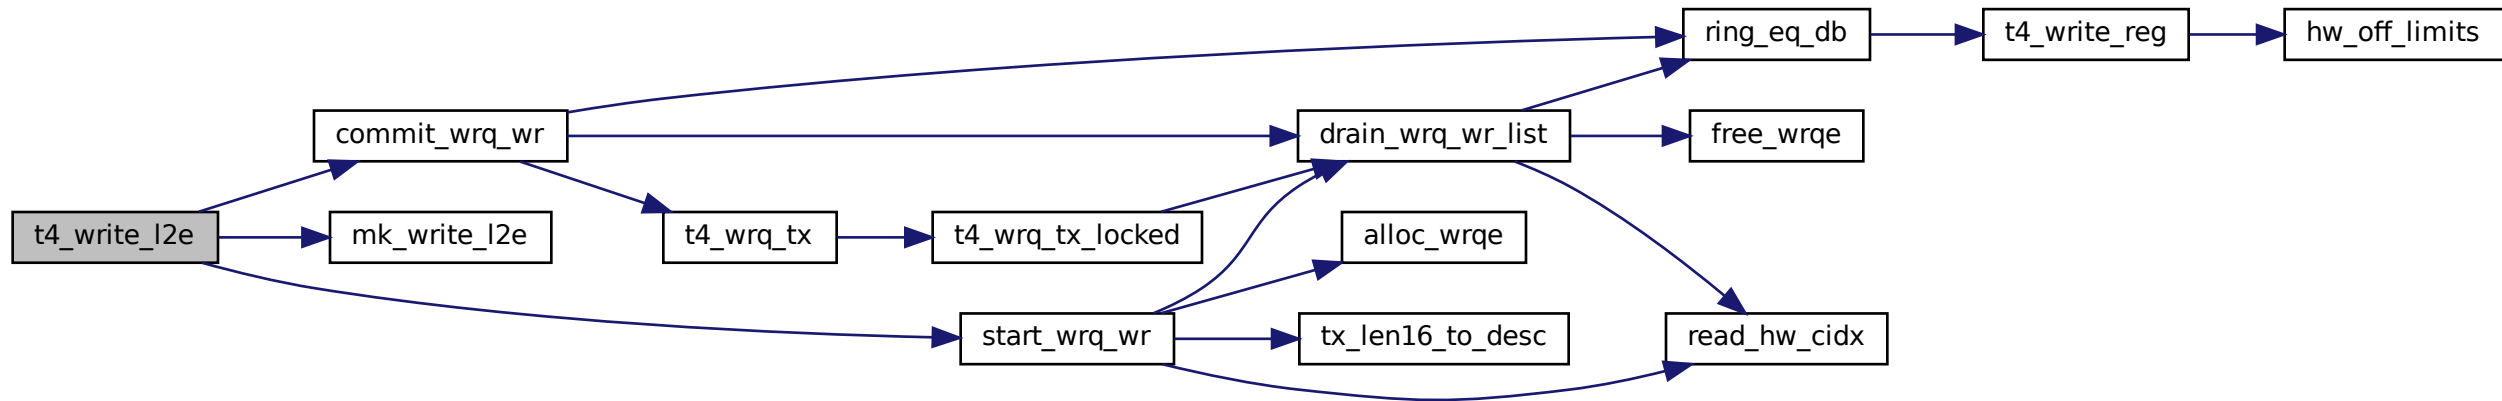 ring_eq_db
t4_write_reg
hw_off_limits
commit_wrq_wr
drain_wrq_wr_list
free_wrqe
t4_write_l2e
mk_write_l2e
t4_wrq_tx
t4_wrq_tx_locked
alloc_wrqe
start_wrq_wr
tx_len16_to_desc
read_hw_cidx